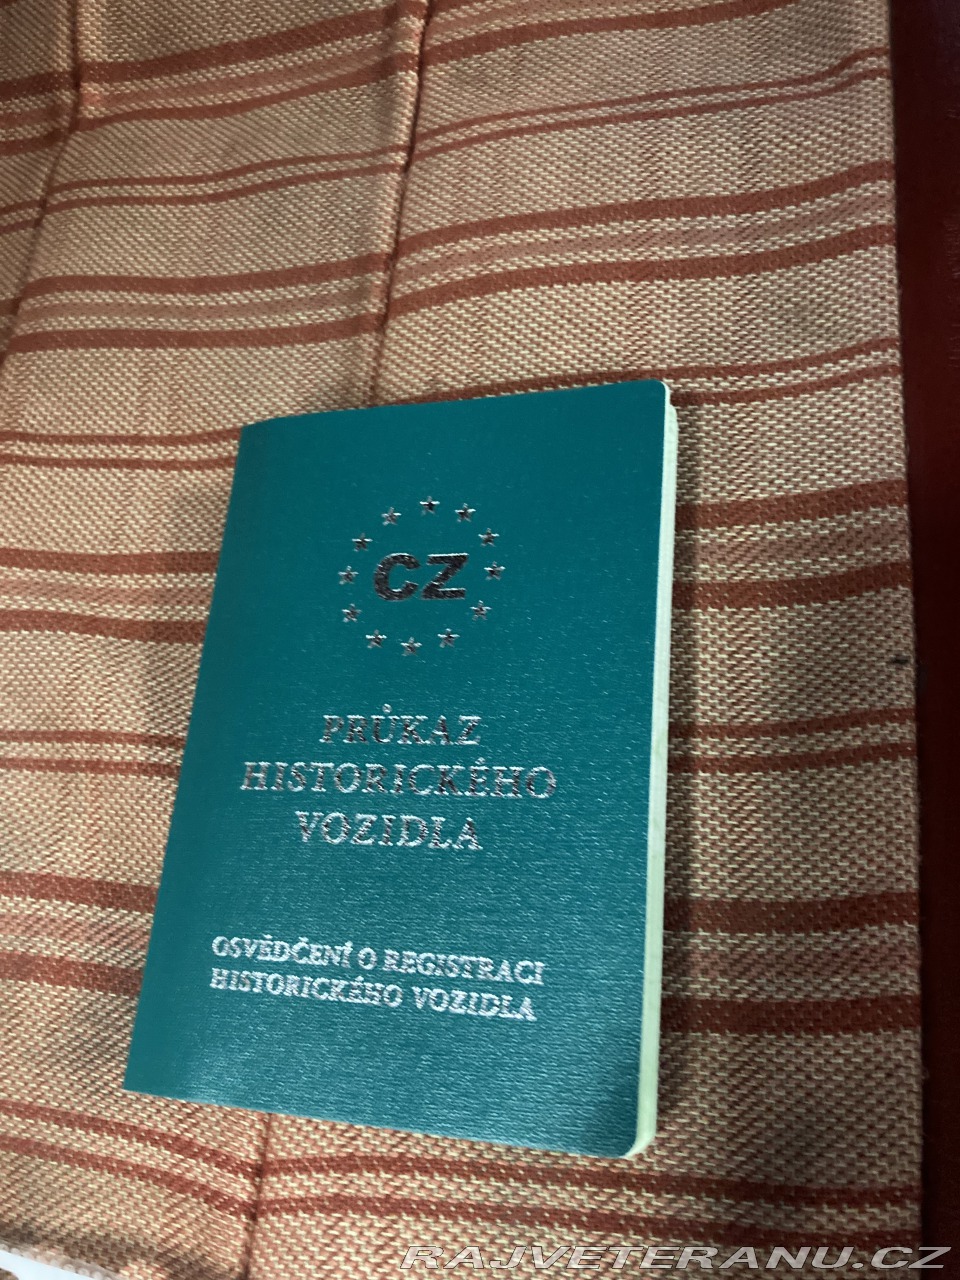 CZ
PRŮKAZ
HISTORICKÉHO
VOZIDLA
OSVĚDČENÍ O REGISTRACI
HISTORICKÉHO VOZIDLA
RAJVETERANU.CZ